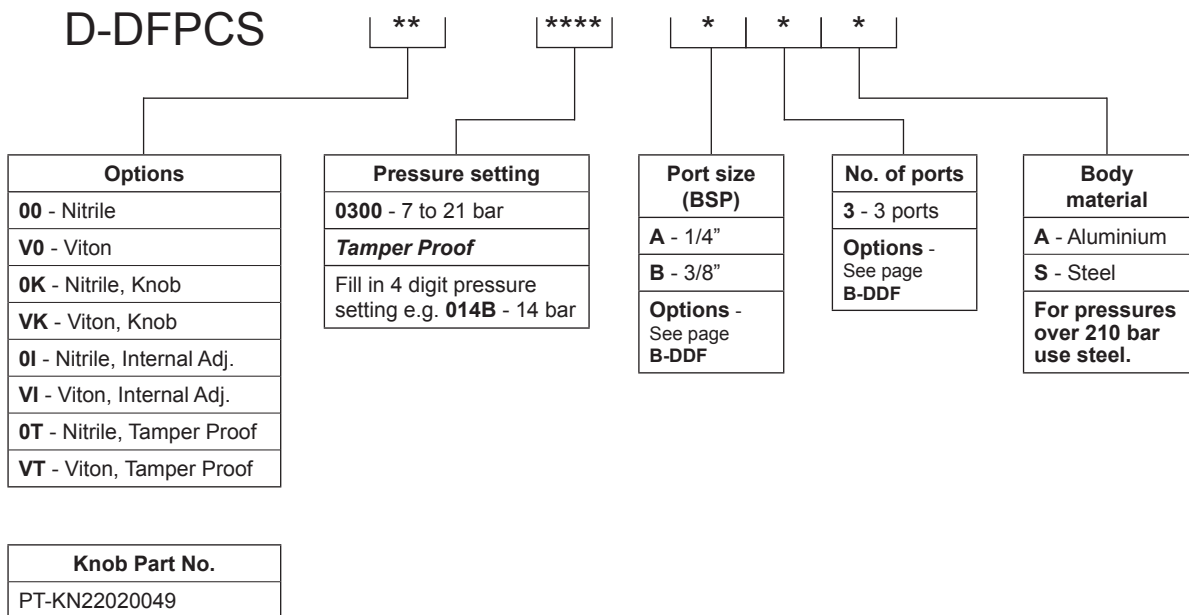 D-DFPCS ** **** * * *
Options
00 - Nitrile
V0 - Viton
0K - Nitrile, Knob
VK - Viton, Knob
0I - Nitrile, Internal Adj.
VI - Viton, Internal Adj.
0T - Nitrile, Tamper Proof
VT - Viton, Tamper Proof
Pressure setting
0300 - 7 to 21 bar
Tamper Proof
Fill in 4 digit pressure
setting e.g. 014B - 14 bar
Port size
(BSP)
A - 1/4”
B - 3/8”
Options -
See page
B-DDF
No. of ports
3 - 3 ports
Options -
See page
B-DDF
Body
material
A - Aluminium
S - Steel
For pressures
over 210 bar
use steel.
Knob Part No.
PT-KN22020049